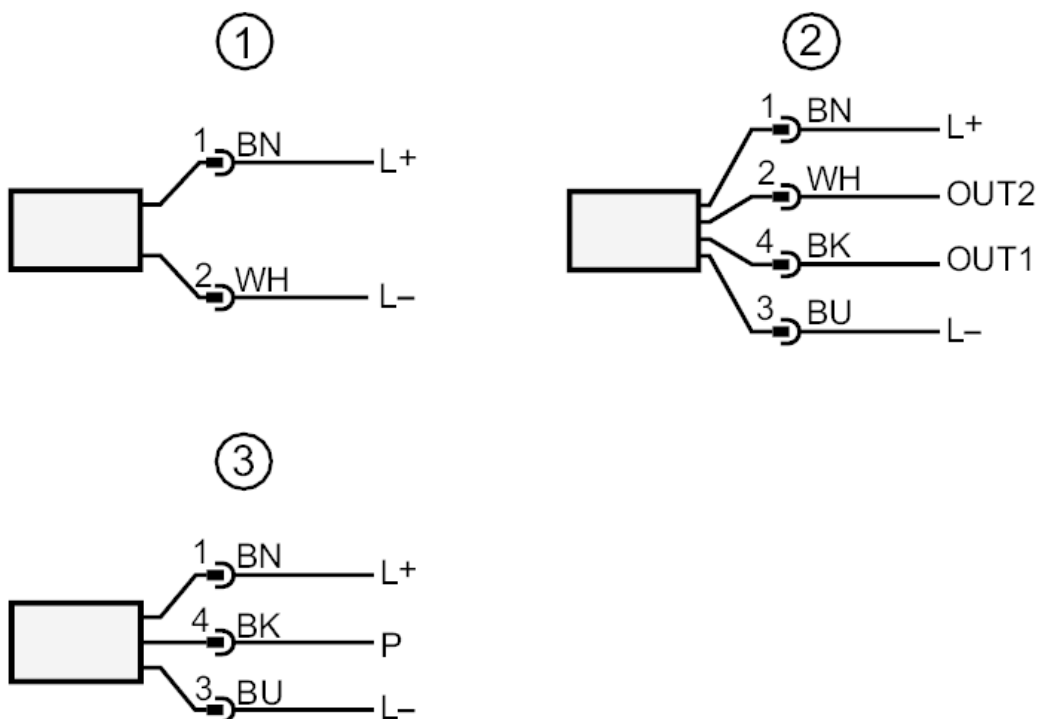 1
1 BN L+
2 WH L–
2
1 BN L+
2 WH OUT2
4 BK OUT1
3 BU L–
3
1 BN L+
4 BK P
3 BU L–